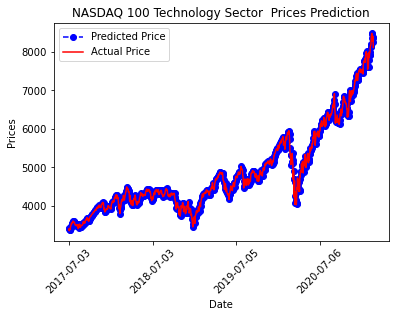 NASDAQ 100 Technology Sector  Prices Prediction
Predicted Price
Actual Price
Prices
8000
7000
6000
5000
4000
2017-07-03
2018-07-03
2019-07-05
2020-07-06
Date